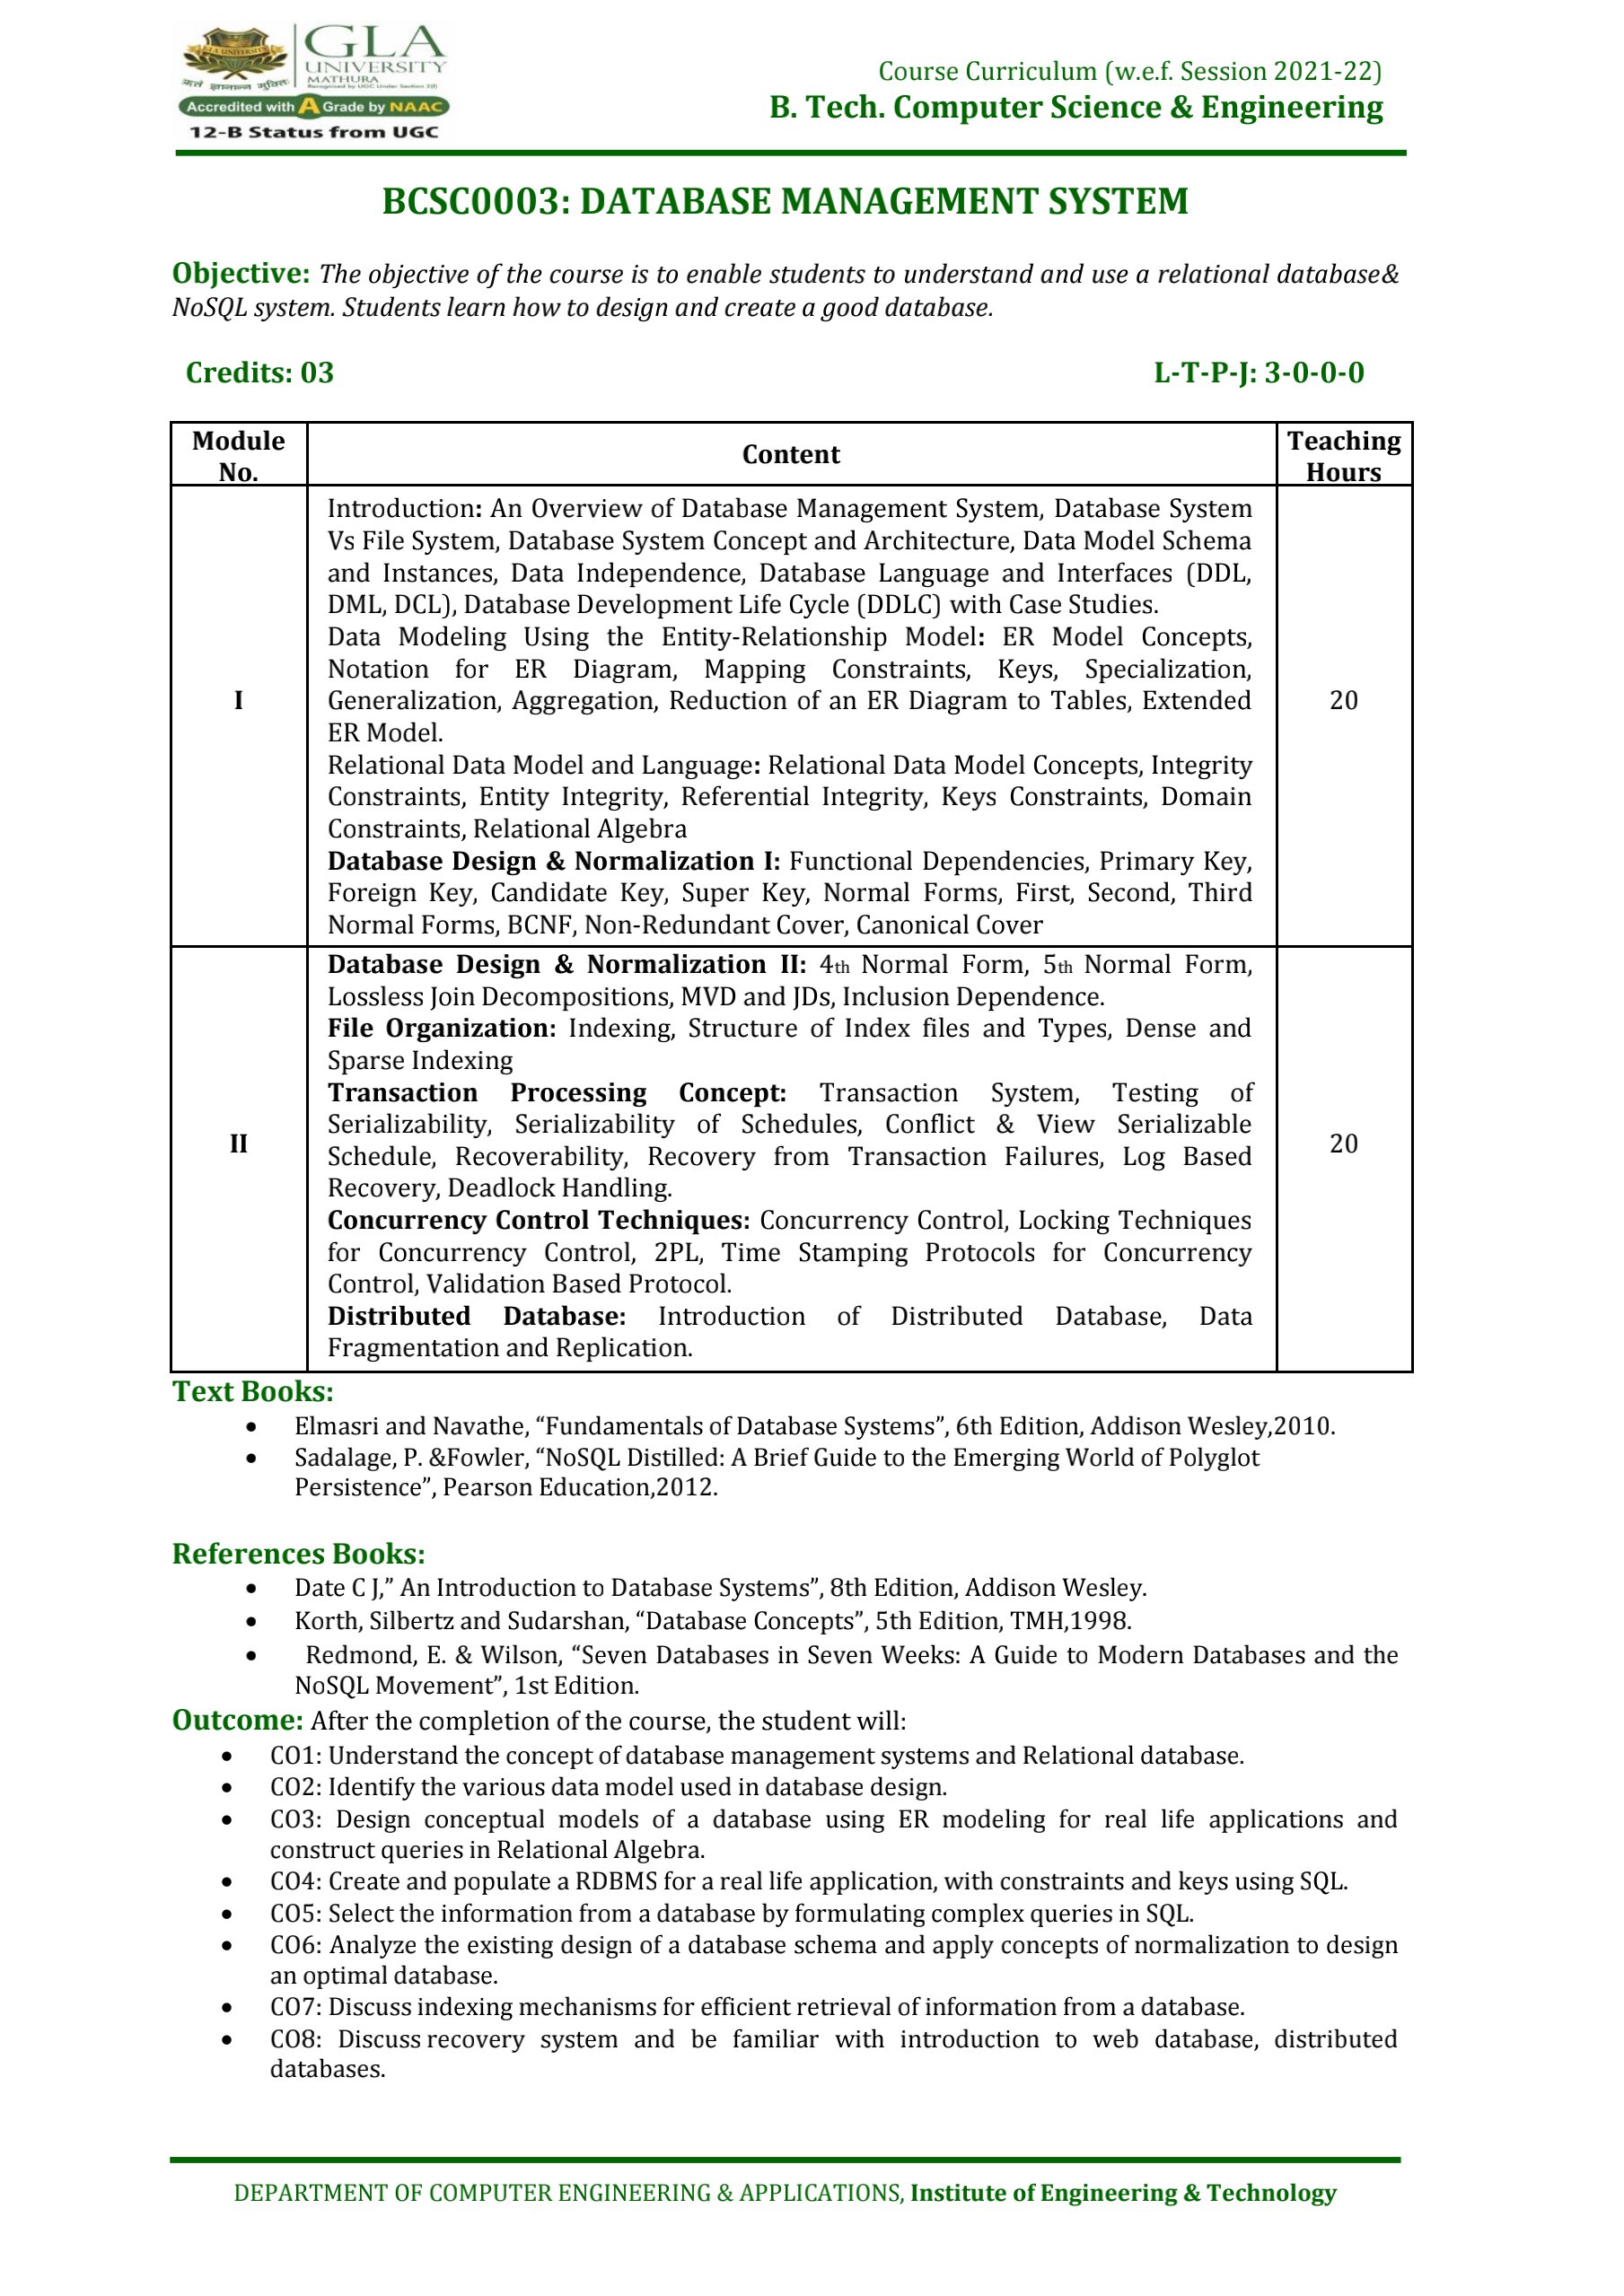 GLA
UNIVERSITY
MATHURA
Recognised by UGC Under Section 2(f)
Accredited with A Grade by NAAC
12-B Status from UGC
Course Curriculum (w.e.f. Session 2021-22)
B. Tech. Computer Science & Engineering
BCSC0003: DATABASE MANAGEMENT SYSTEM
Objective: The objective of the course is to enable students to understand and use a relational database&
NoSQL system. Students learn how to design and create a good database.
Credits: 03 L-T-P-J: 3-0-0-0
Module
No.
Content
Teaching
Hours
I
Introduction: An Overview of Database Management System, Database System
Vs File System, Database System Concept and Architecture, Data Model Schema
and Instances, Data Independence, Database Language and Interfaces (DDL,
DML, DCL), Database Development Life Cycle (DDLC) with Case Studies.
Data Modeling Using the Entity-Relationship Model: ER Model Concepts,
Notation for ER Diagram, Mapping Constraints, Keys, Specialization,
Generalization, Aggregation, Reduction of an ER Diagram to Tables, Extended
ER Model.
Relational Data Model and Language: Relational Data Model Concepts, Integrity
Constraints, Entity Integrity, Referential Integrity, Keys Constraints, Domain
Constraints, Relational Algebra
Database Design & Normalization I: Functional Dependencies, Primary Key,
Foreign Key, Candidate Key, Super Key, Normal Forms, First, Second, Third
Normal Forms, BCNF, Non-Redundant Cover, Canonical Cover
20
II
Database Design & Normalization II: 4th Normal Form, 5th Normal Form,
Lossless Join Decompositions, MVD and JDs, Inclusion Dependence.
File Organization: Indexing, Structure of Index files and Types, Dense and
Sparse Indexing
Transaction Processing Concept: Transaction System, Testing of
Serializability, Serializability of Schedules, Conflict & View Serializable
Schedule, Recoverability, Recovery from Transaction Failures, Log Based
Recovery, Deadlock Handling.
Concurrency Control Techniques: Concurrency Control, Locking Techniques
for Concurrency Control, 2PL, Time Stamping Protocols for Concurrency
Control, Validation Based Protocol.
Distributed Database: Introduction of Distributed Database, Data
Fragmentation and Replication.
20
Text Books:
• Elmasri and Navathe, “Fundamentals of Database Systems”, 6th Edition, Addison Wesley,2010.
• Sadalage, P. &Fowler, “NoSQL Distilled: A Brief Guide to the Emerging World of Polyglot
Persistence”, Pearson Education,2012.
References Books:
• Date C J,” An Introduction to Database Systems”, 8th Edition, Addison Wesley.
• Korth, Silbertz and Sudarshan, “Database Concepts”, 5th Edition, TMH,1998.
• Redmond, E. & Wilson, “Seven Databases in Seven Weeks: A Guide to Modern Databases and the
NoSQL Movement”, 1st Edition.
Outcome: After the completion of the course, the student will:
• CO1: Understand the concept of database management systems and Relational database.
• CO2: Identify the various data model used in database design.
• CO3: Design conceptual models of a database using ER modeling for real life applications and
construct queries in Relational Algebra.
• CO4: Create and populate a RDBMS for a real life application, with constraints and keys using SQL.
• CO5: Select the information from a database by formulating complex queries in SQL.
• CO6: Analyze the existing design of a database schema and apply concepts of normalization to design
an optimal database.
• CO7: Discuss indexing mechanisms for efficient retrieval of information from a database.
• CO8: Discuss recovery system and be familiar with introduction to web database, distributed
databases.
DEPARTMENT OF COMPUTER ENGINEERING & APPLICATIONS, Institute of Engineering & Technology